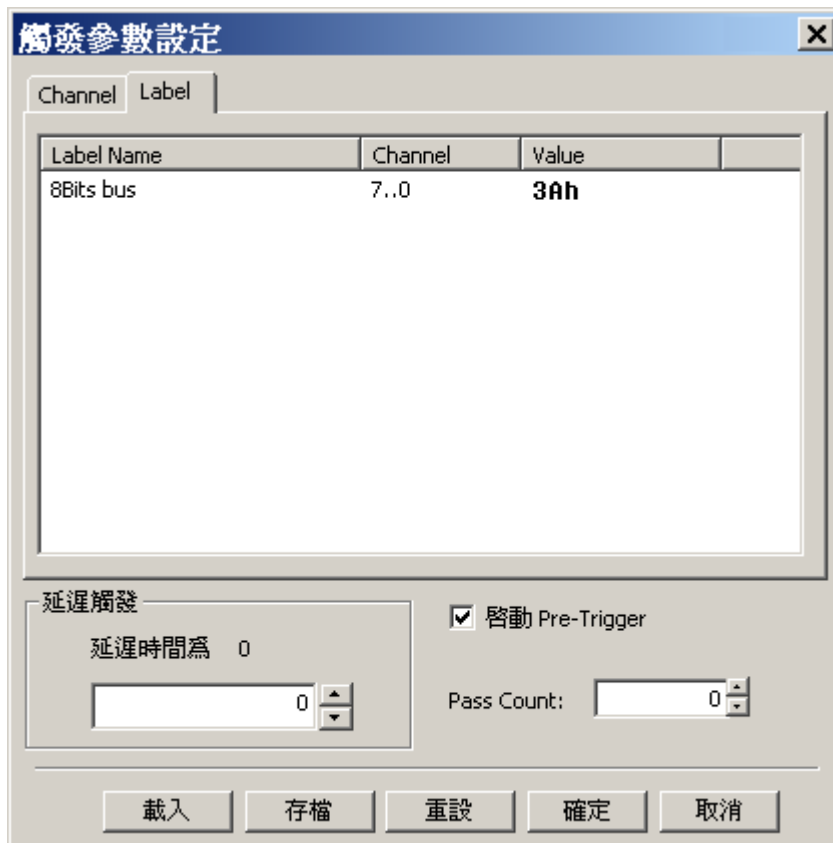 觸發參數設定
Channel Label
Label Name Channel Value
8Bits bus 7..0 3Ah
延遲觸發
啓動 Pre-Trigger
延遲時間爲 0
0
Pass Count: 0
載入 存檔 重設 確定 取消